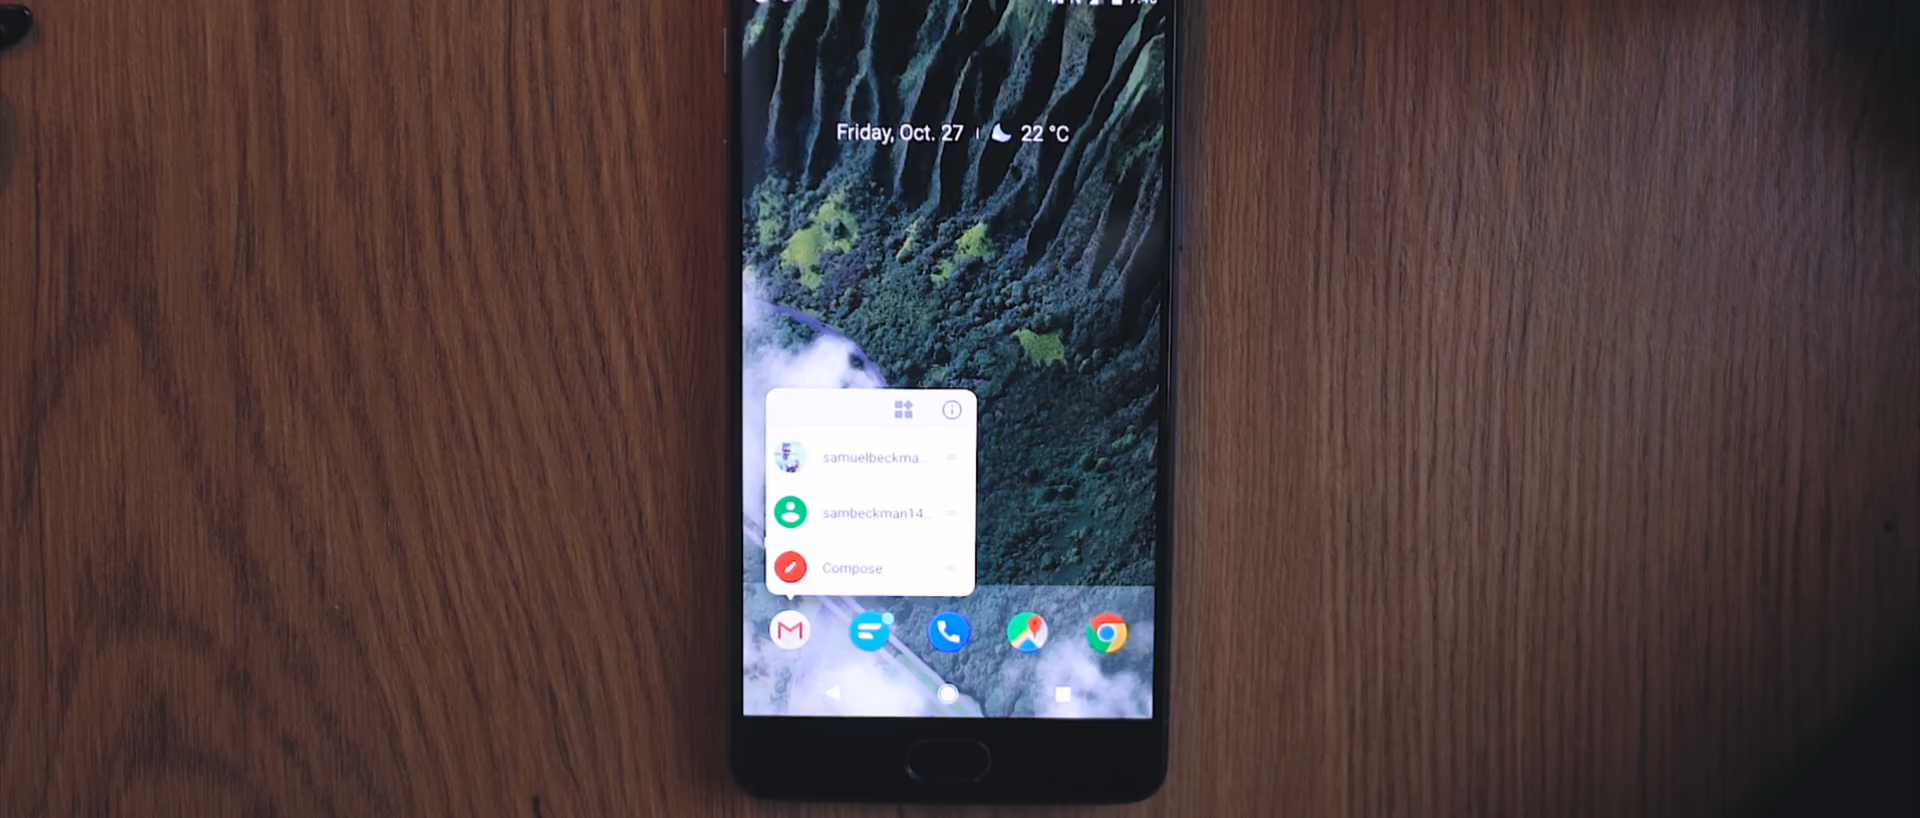 Friday, Oct. 27 | 22 °C
samuelbeckma...
sambeckman14...
Compose